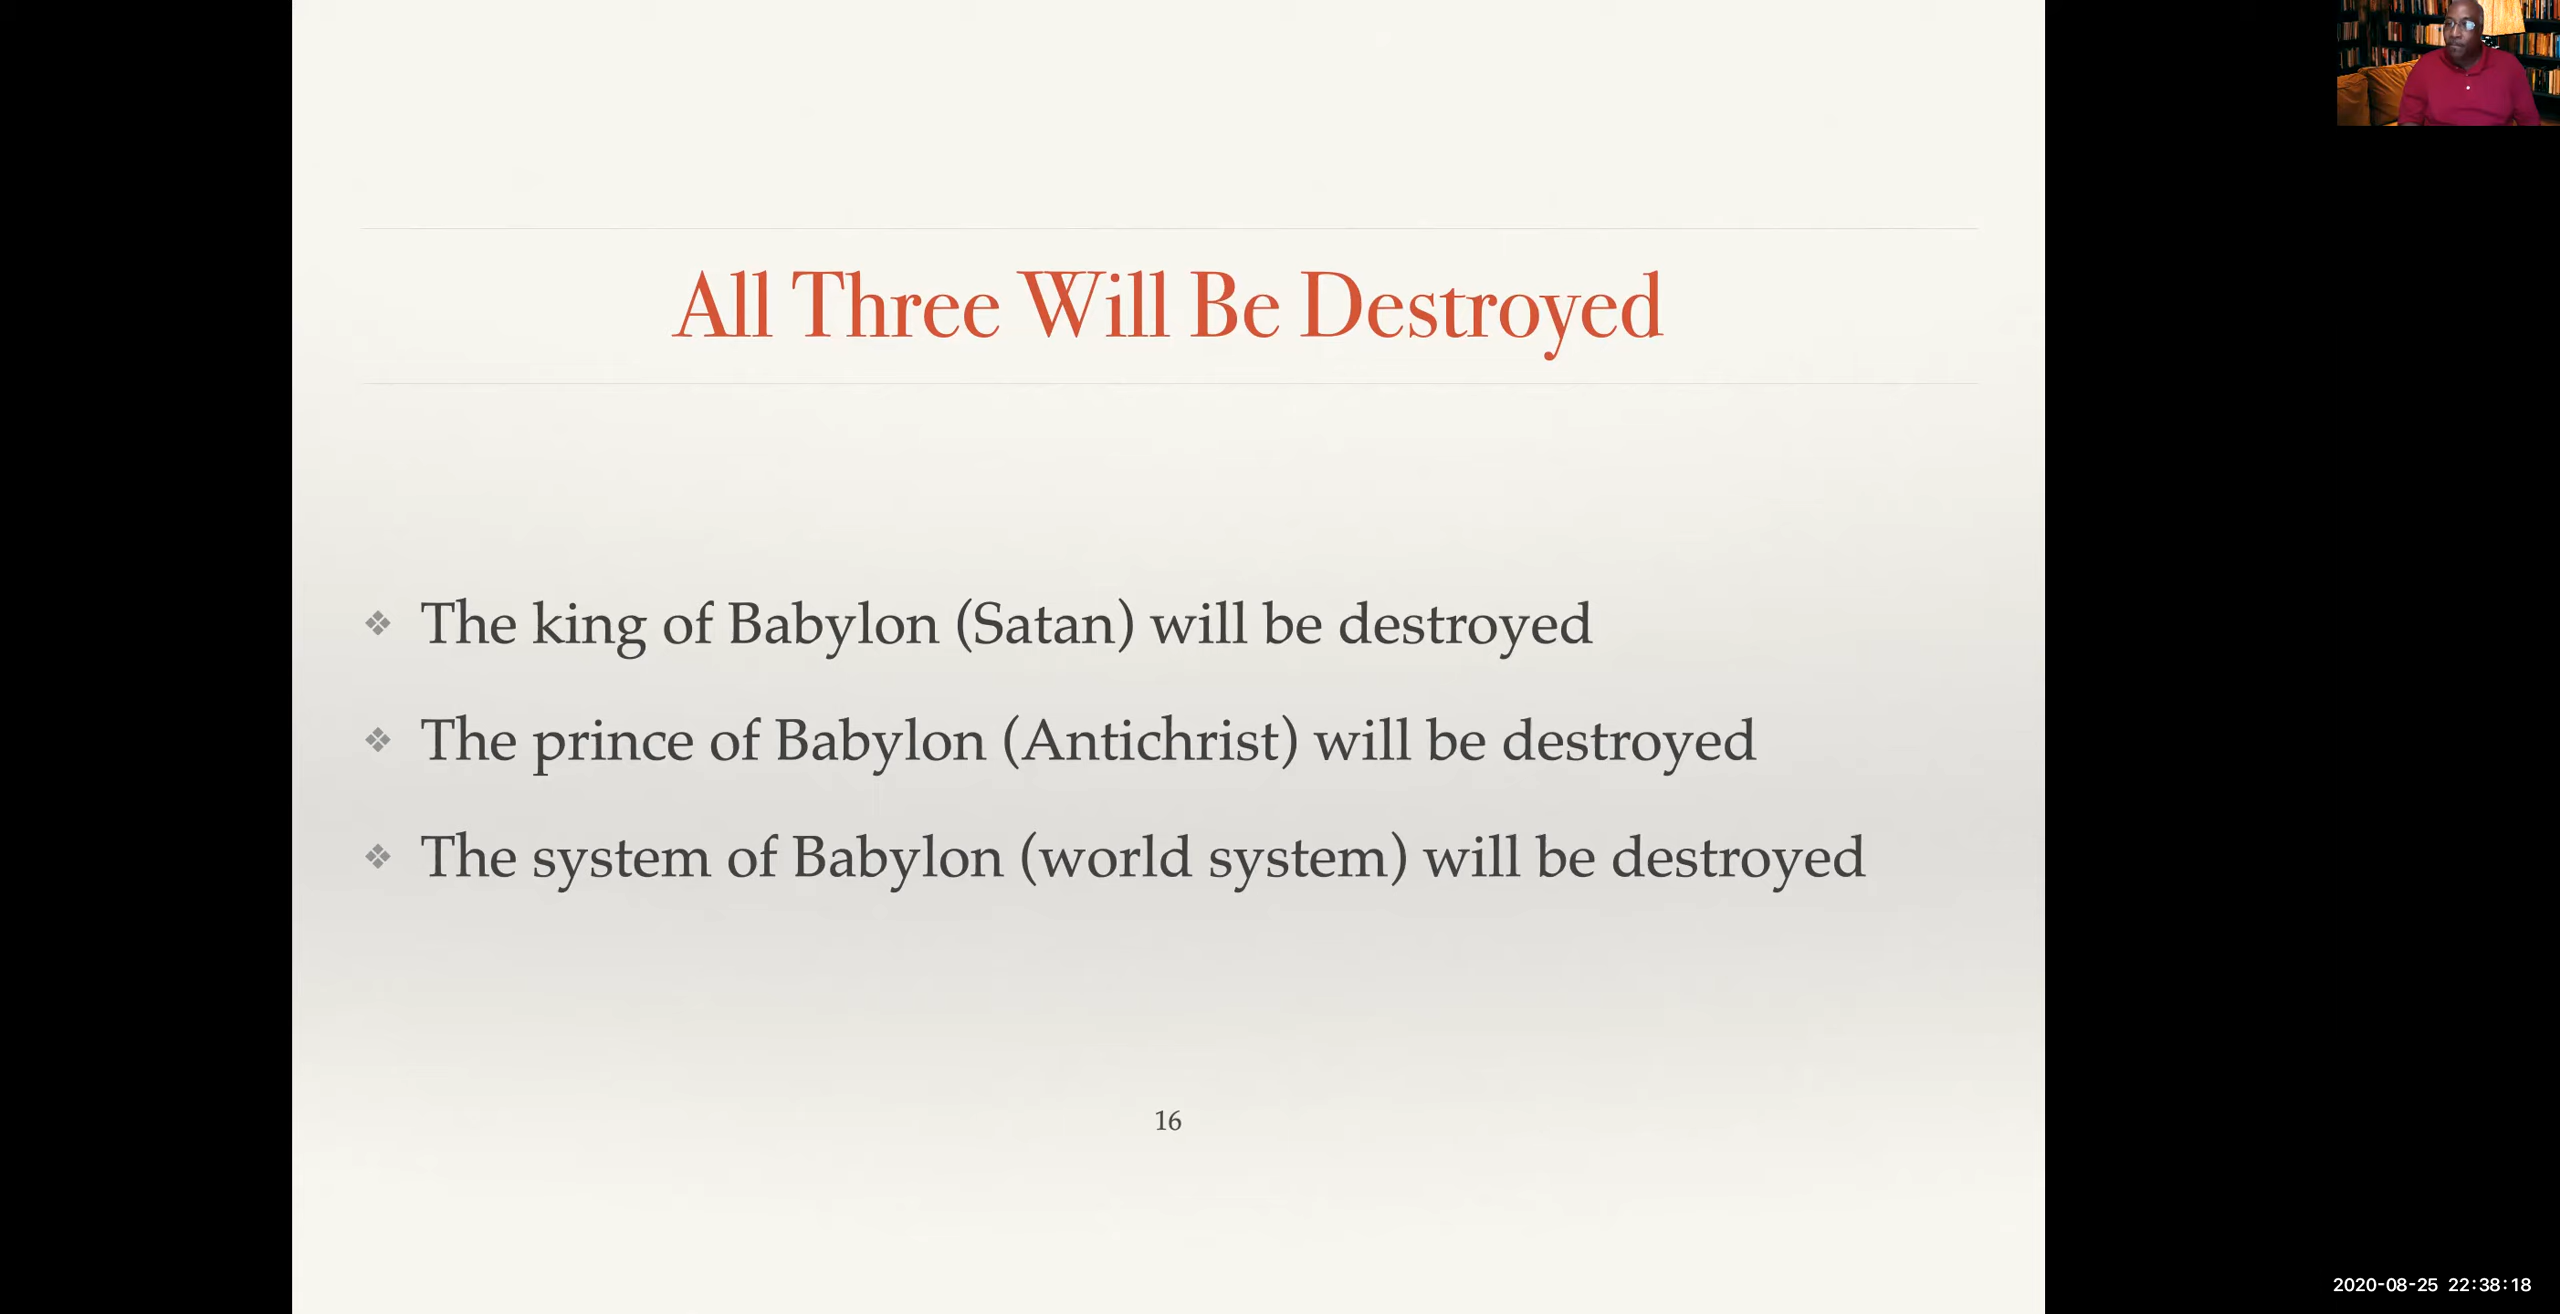 All Three Will Be Destroyed
❖ The king of Babylon (Satan) will be destroyed
❖ The prince of Babylon (Antichrist) will be destroyed
❖ The system of Babylon (world system) will be destroyed
16
2020-08-25 22:38:18